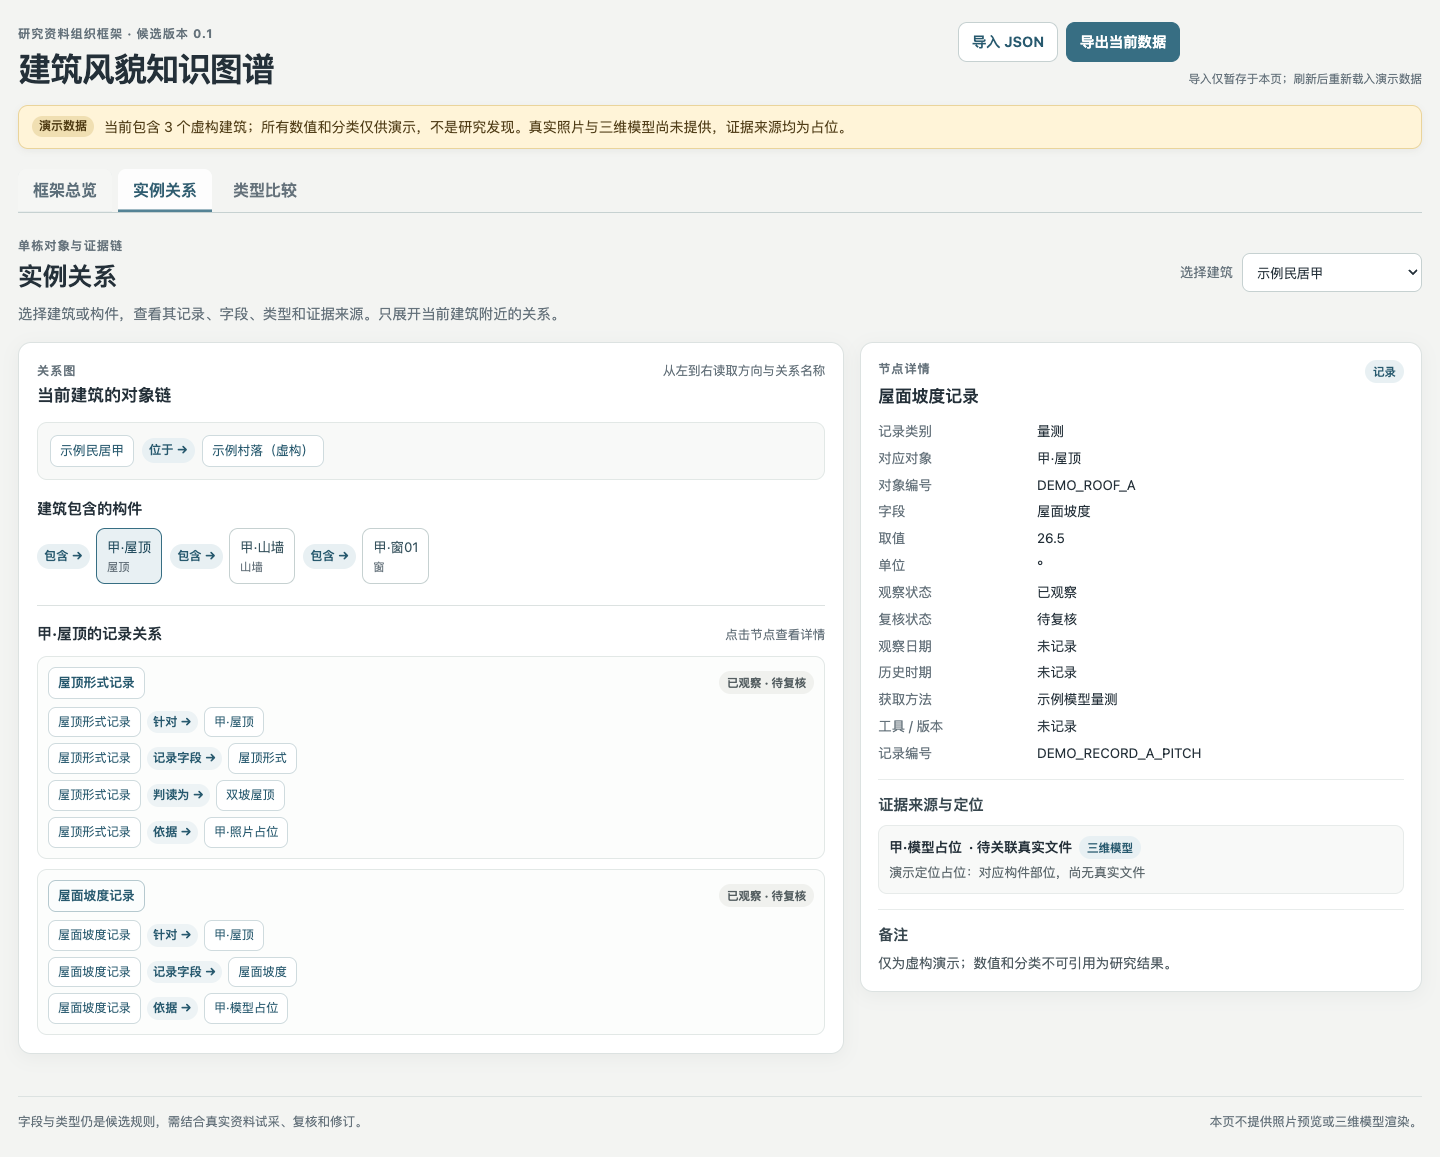 研究资料组织框架 · 候选版本 0.1
建筑风貌知识图谱
导入 JSON
导出当前数据
导入仅暂存于本页；刷新后重新载入演示数据
演示数据
当前包含 3 个虚构建筑；所有数值和分类仅供演示，不是研究发现。真实照片与三维模型尚未提供，证据来源均为占位。
框架总览
实例关系
类型比较
单栋对象与证据链
实例关系
选择建筑或构件，查看其记录、字段、类型和证据来源。只展开当前建筑附近的关系。
选择建筑
示例民居甲
关系图
从左到右读取方向与关系名称
当前建筑的对象链
示例民居甲 位于 → 示例村落（虚构）
建筑包含的构件
包含 → 甲·屋顶 包含 → 甲·山墙 包含 → 甲·窗01
屋顶 山墙 窗
甲·屋顶的记录关系
点击节点查看详情
屋顶形式记录
已观察 · 待复核
屋顶形式记录 针对 → 甲·屋顶
屋顶形式记录 记录字段 → 屋顶形式
屋顶形式记录 判读为 → 双坡屋顶
屋顶形式记录 依据 → 甲·照片占位
屋面坡度记录
已观察 · 待复核
屋面坡度记录 针对 → 甲·屋顶
屋面坡度记录 记录字段 → 屋面坡度
屋面坡度记录 依据 → 甲·模型占位
节点详情
记录
屋面坡度记录
记录类别 量测
对应对象 甲·屋顶
对象编号 DEMO_ROOF_A
字段 屋面坡度
取值 26.5
单位 °
观察状态 已观察
复核状态 待复核
观察日期 未记录
历史时期 未记录
获取方法 示例模型量测
工具 / 版本 未记录
记录编号 DEMO_RECORD_A_PITCH
证据来源与定位
甲·模型占位 · 待关联真实文件 三维模型
演示定位占位：对应构件部位，尚无真实文件
备注
仅为虚构演示；数值和分类不可引用为研究结果。
字段与类型仍是候选规则，需结合真实资料试采、复核和修订。
本页不提供照片预览或三维模型渲染。